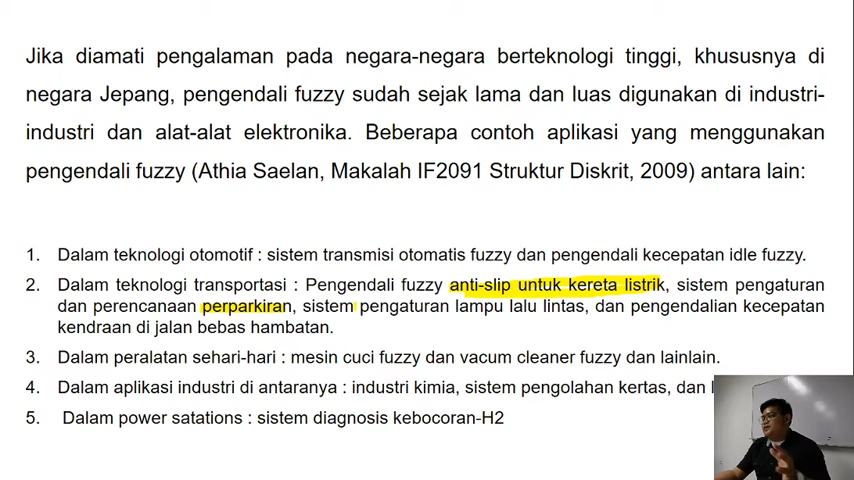 Jika diamati pengalaman pada negara-negara berteknologi tinggi, khususnya di
negara Jepang, pengendali fuzzy sudah sejak lama dan luas digunakan di industri-
industri dan alat-alat elektronika. Beberapa contoh aplikasi yang menggunakan
pengendali fuzzy (Athia Saelan, Makalah IF2091 Struktur Diskrit, 2009) antara lain:
1. Dalam teknologi otomotif : sistem transmisi otomatis fuzzy dan pengendali kecepatan idle fuzzy.
2. Dalam teknologi transportasi : Pengendali fuzzy anti-slip untuk kereta listrik, sistem pengaturan
dan perencanaan perparkiran, sistem pengaturan lampu lalu lintas, dan pengendalian kecepatan
kendraan di jalan bebas hambatan.
3. Dalam peralatan sehari-hari : mesin cuci fuzzy dan vacum cleaner fuzzy dan lainlain.
4. Dalam aplikasi industri di antaranya : industri kimia, sistem pengolahan kertas, dan
5. Dalam power satations : sistem diagnosis kebocoran-H2